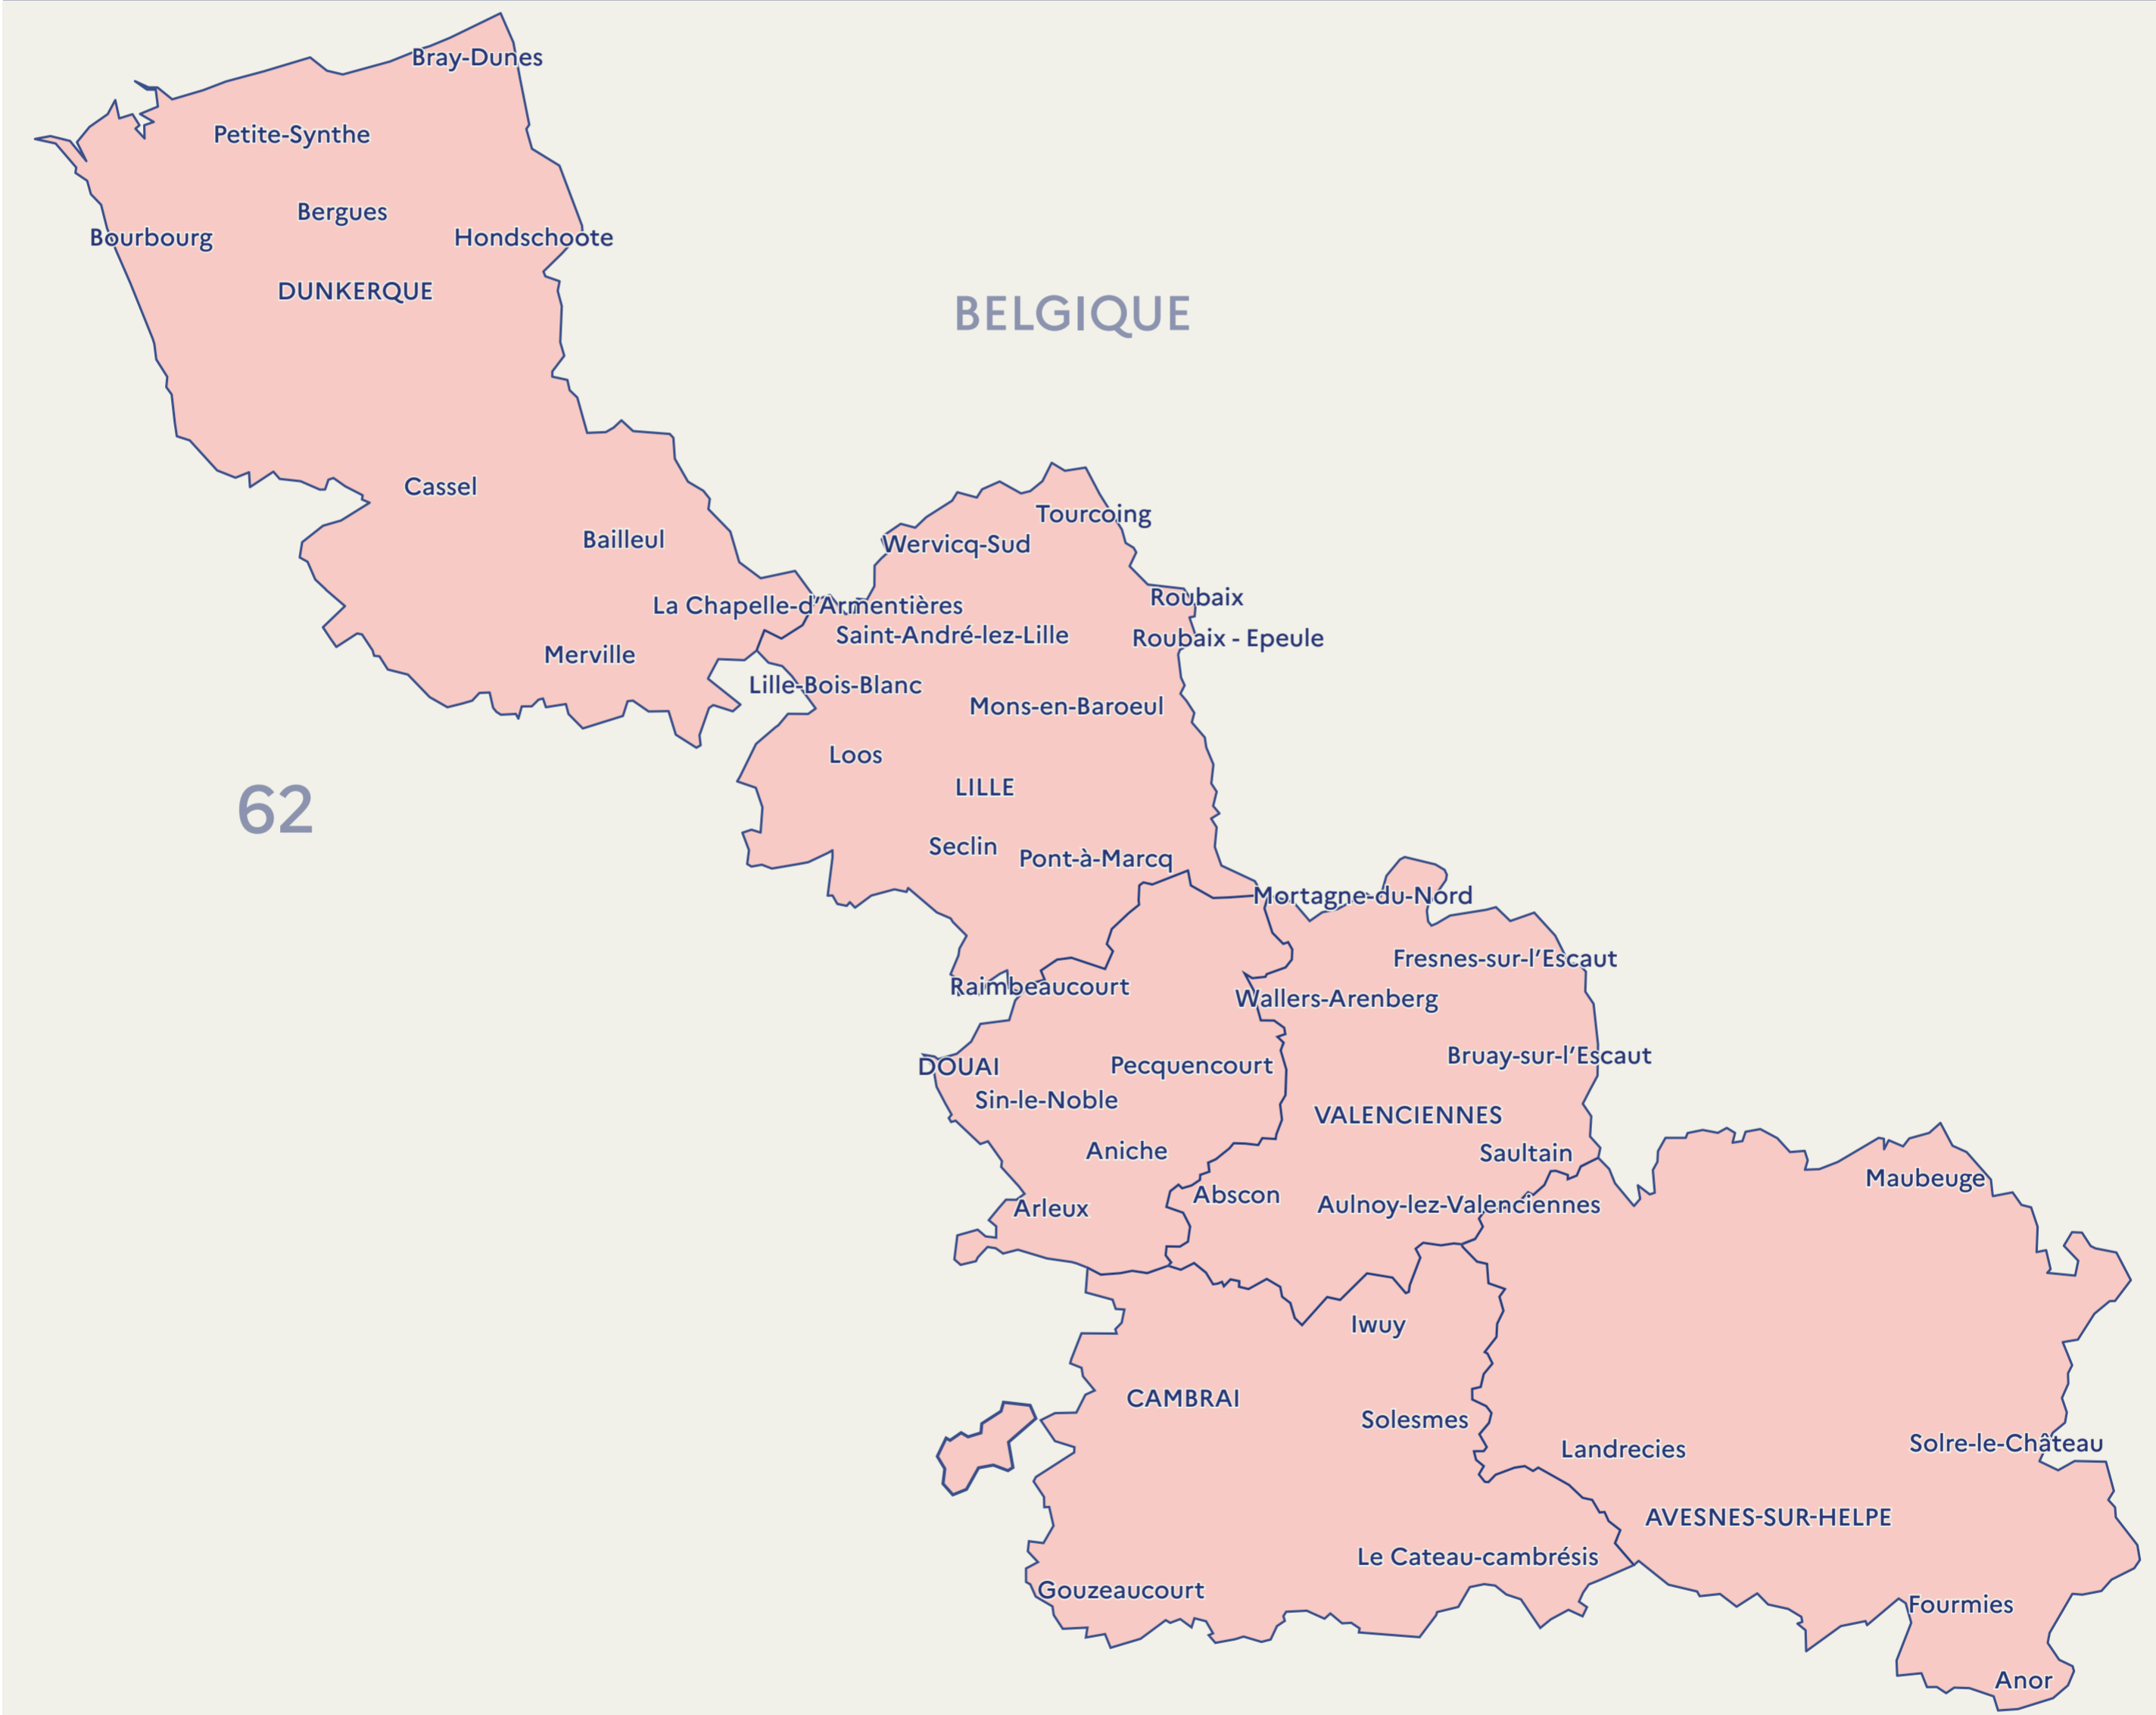 Bray-Dunes
Petite-Synthe
Bergues
Bourbourg
Hondschoote
DUNKERQUE
BELGIQUE
Cassel
Tourcoing
Bailleul
Wervicq-Sud
Roubaix
La Chapelle-d'Armentières
Saint-André-lez-Lille
Roubaix - Epeule
Merville
Lille-Bois-Blanc
Mons-en-Baroeul
Loos
LILLE
62
Seclin
Pont-à-Marcq
Mortagne-du-Nord
Fresnes-sur-l'Escaut
Raimbeaucourt
Wallers-Arenberg
Bruay-sur-l'Escaut
DOUAI
Pecquencourt
Sin-le-Noble
VALENCIENNES
Aniche
Saultain
Maubeuge
Abscon
Aulnoy-lez-Valenciennes
Arleux
Iwuy
CAMBRAI
Solesmes
Solre-le-Château
Landrecies
AVESNES-SUR-HELPE
Le Cateau-cambrésis
Gouzeaucourt
Fourmies
Anor